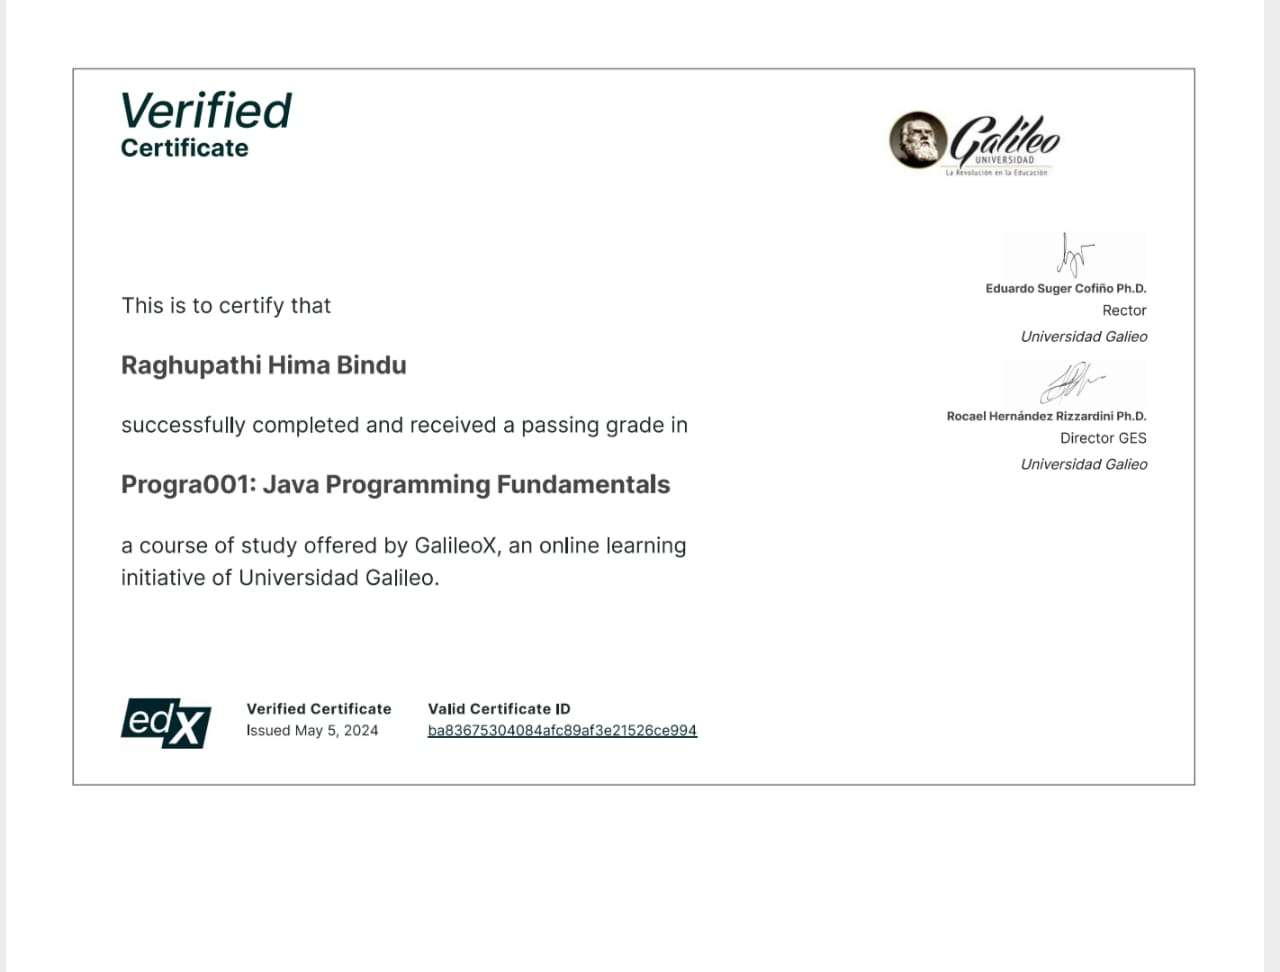 Verified
Certificate
Galileo
UNIVERSIDAD
La Revolución en la Educación
Eduardo Suger Cofiño Ph.D.
Rector
Universidad Galieo
Rocael Hernández Rizzardini Ph.D.
Director GES
Universidad Galieo
This is to certify that
Raghupathi Hima Bindu
successfully completed and received a passing grade in
Progra001: Java Programming Fundamentals
a course of study offered by GalileoX, an online learning
initiative of Universidad Galileo.
edX
Verified Certificate
Issued May 5, 2024
Valid Certificate ID
ba83675304084afc89af3e21526ce994